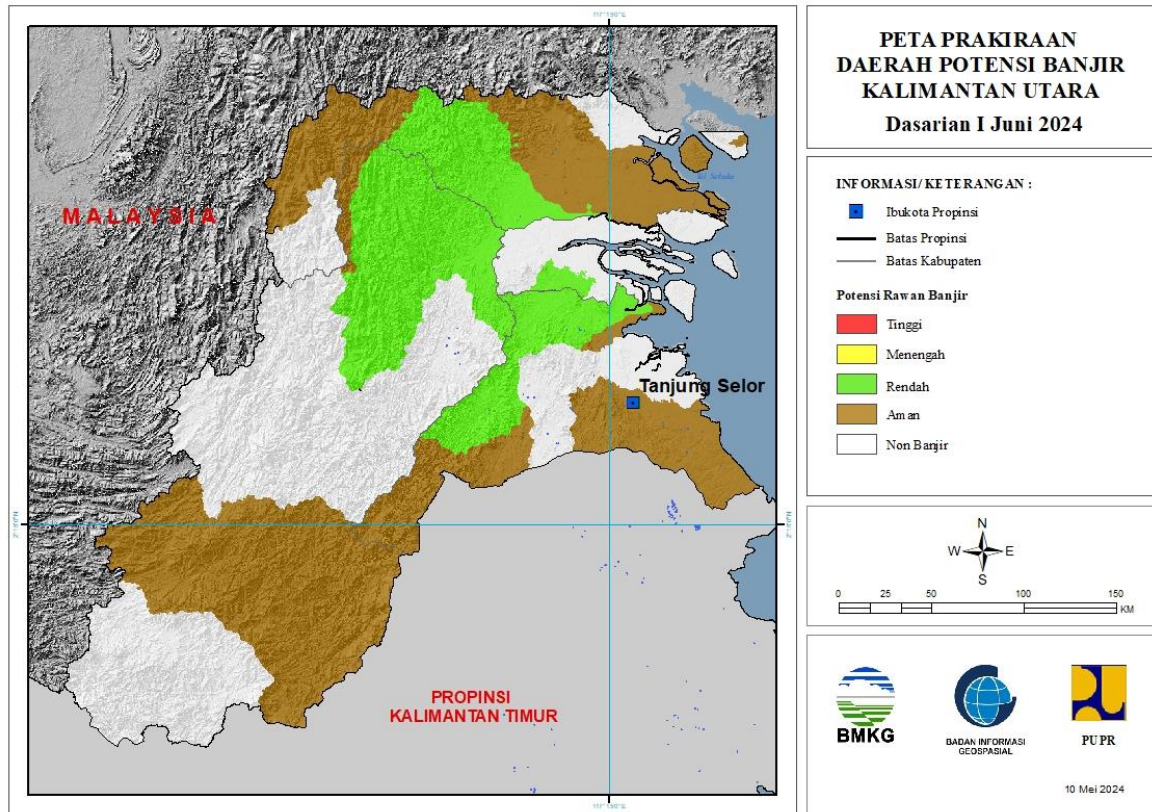 117°130'E
MALAYSIA
Tanjung Selor
PROPINSI
KALIMANTAN TIMUR
PETA PRAKIRAAN
DAERAH POTENSI BANJIR
KALIMANTAN UTARA
Dasarian I Juni 2024
INFORMASI/ KETERANGAN :
Ibukota Propinsi
Batas Propinsi
Batas Kabupaten
Potensi Rawan Banjir
Tinggi
Menengah
Rendah
Aman
Non Banjir
N
W E
S
0 25 50 100 150
KM
BMKG
BADAN INFORMASI
GEOSPASIAL
PUPR
10 Mei 2024